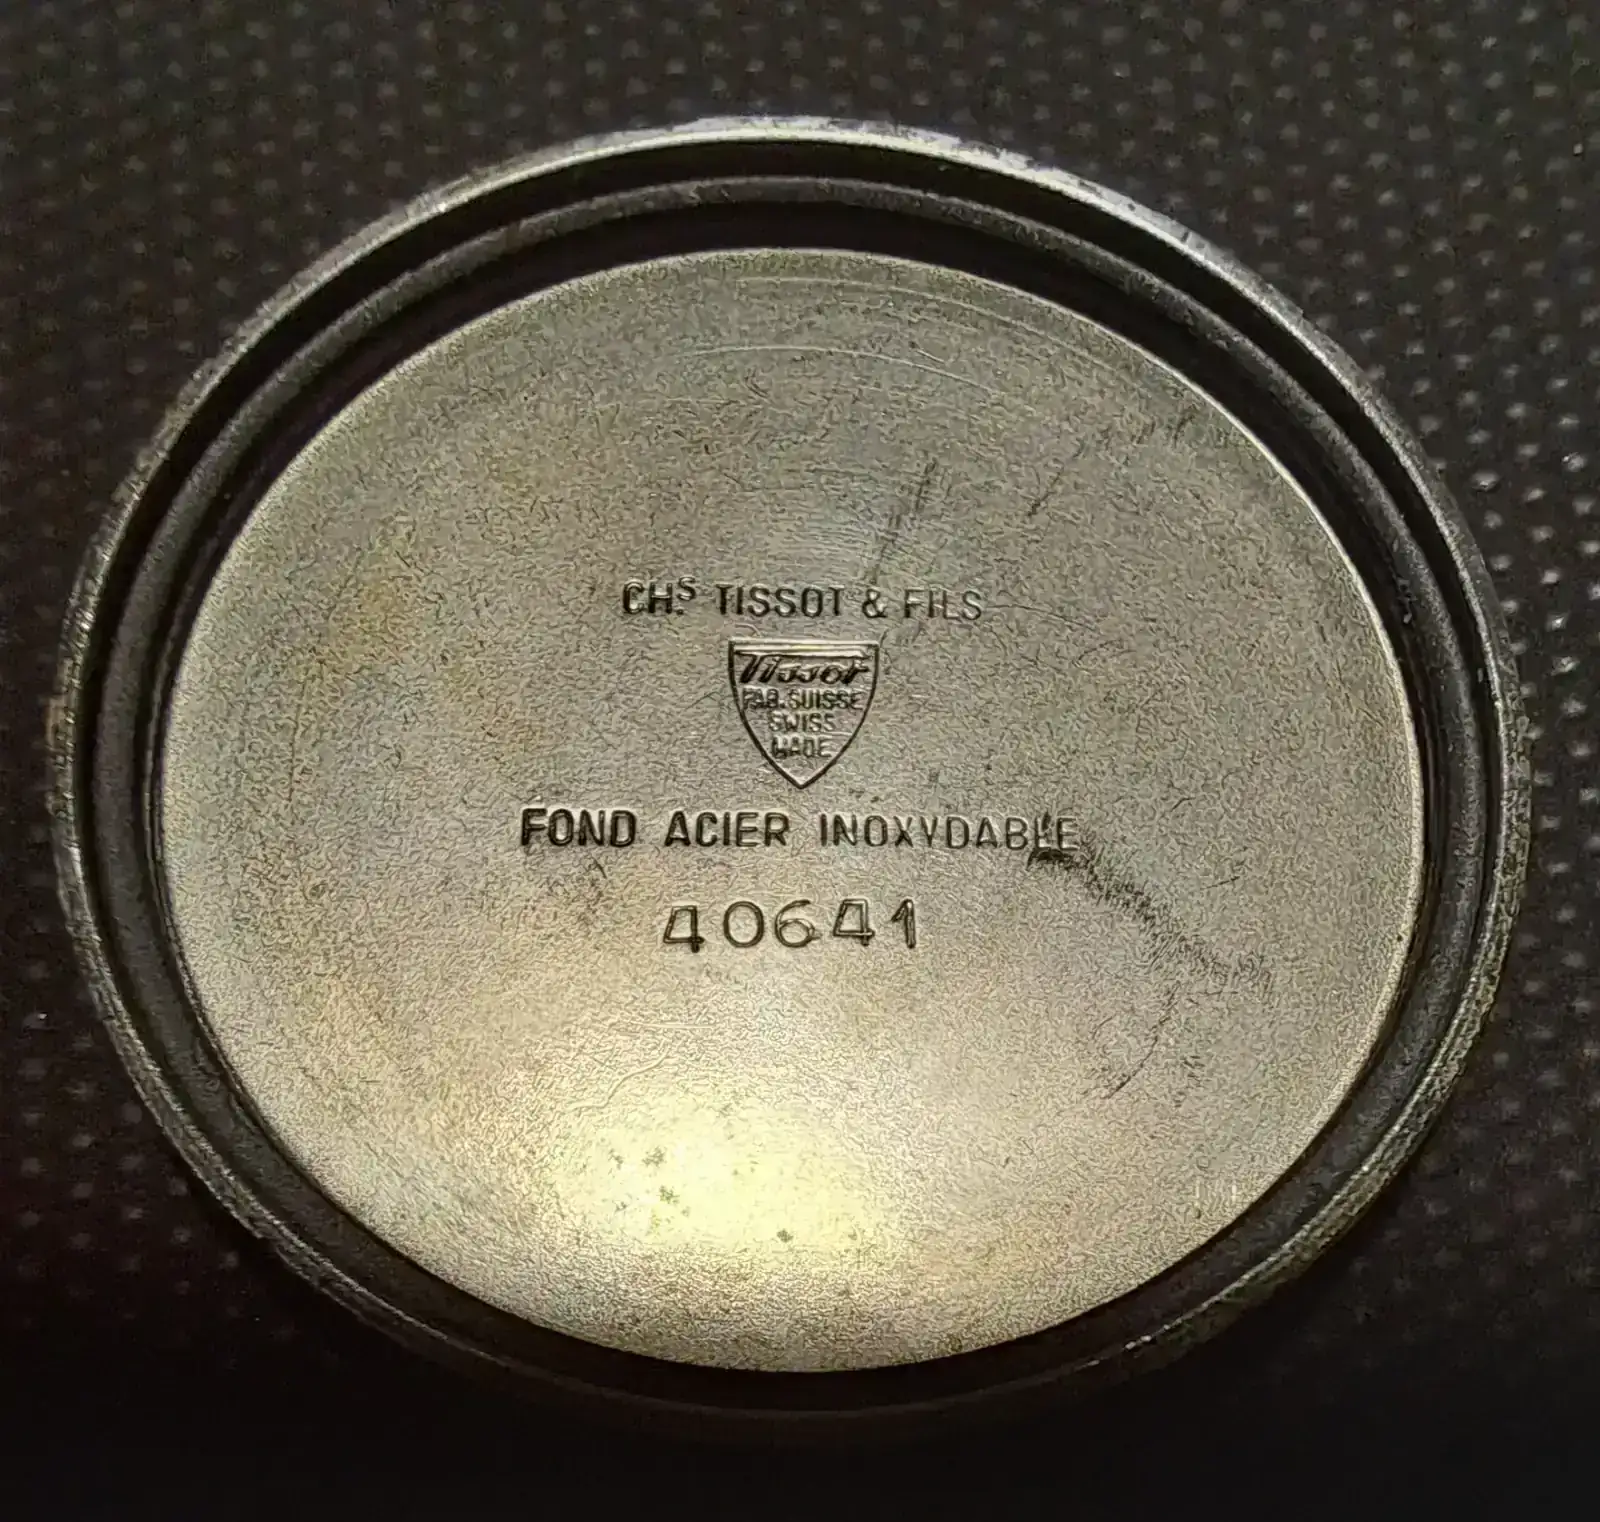 CHS. TISSOT & FILS
Tissot
FAB. SUISSE
SWISS
MADE
FOND ACIER INOXYDABLE
40641